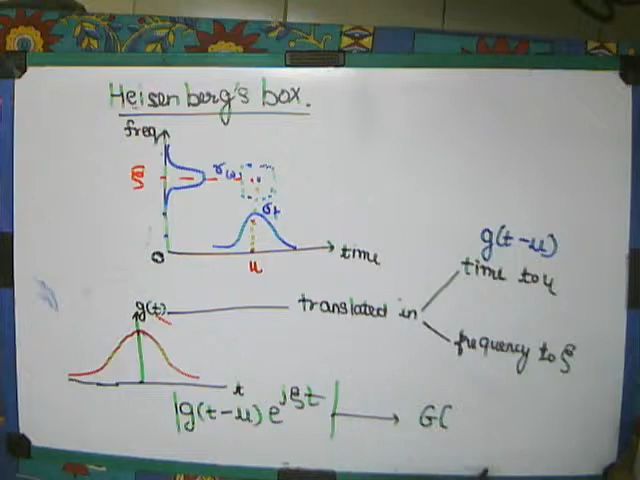 Heisenberg's box.
freq
ξ
σω
σt
0
u
time
g(t-u)
time to u
g(t)
translated in
frequency to ξ
t
|g(t-u) e^jξt| → G(